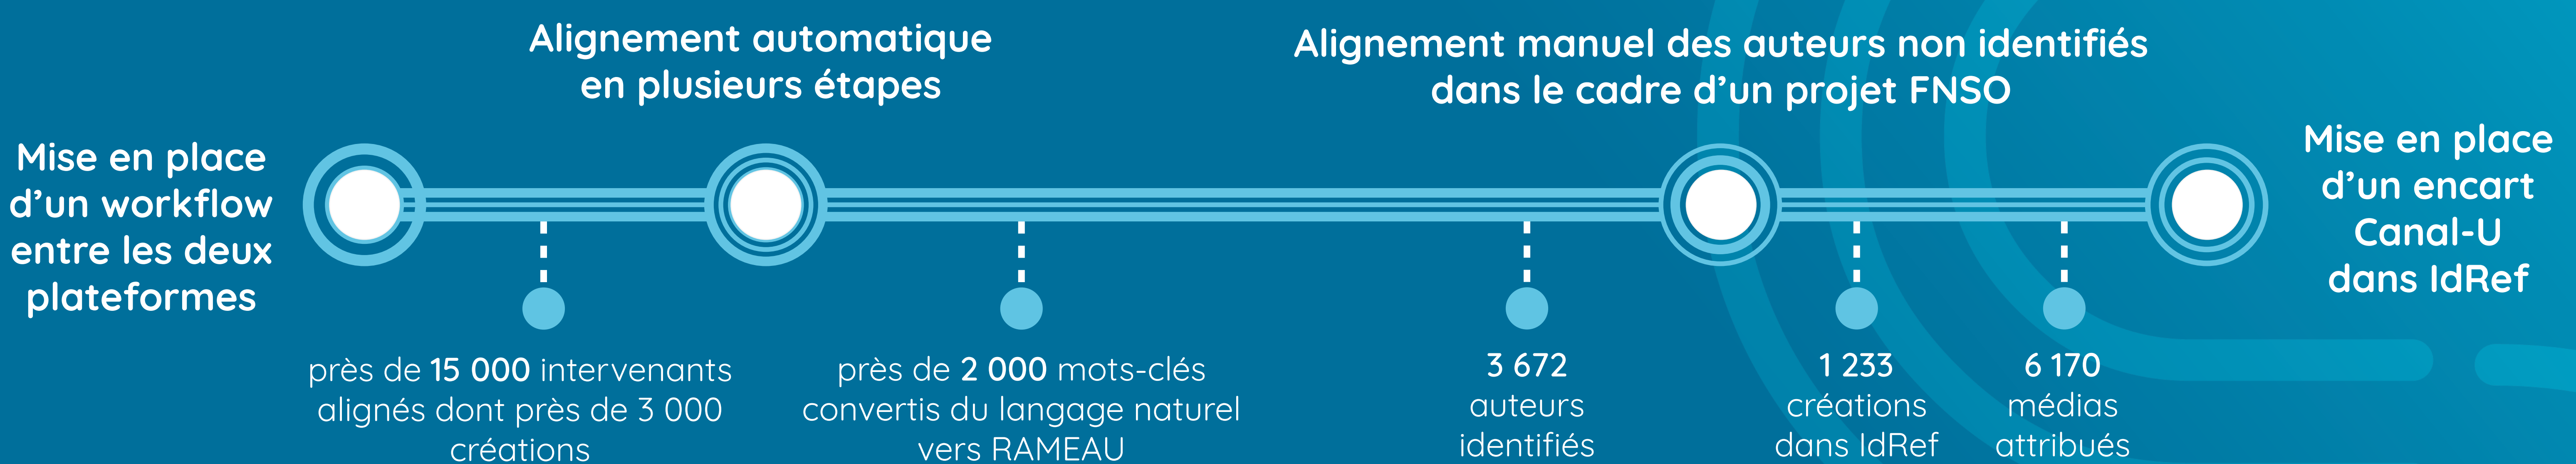 Mise en place
d’un workflow
entre les deux
plateformes
Alignement automatique
en plusieurs étapes
Alignement manuel des auteurs non identifiés
dans le cadre d’un projet FNSO
Mise en place
d’un encart
Canal-U
dans IdRef
près de 15 000 intervenants
alignés dont près de 3 000
créations
près de 2 000 mots-clés
convertis du langage naturel
vers RAMEAU
3 672
auteurs
identifiés
1 233
créations
dans IdRef
6 170
médias
attribués